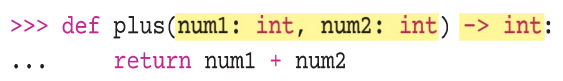 >>> def plus(num1: int, num2: int) -> int:
...     return num1 + num2